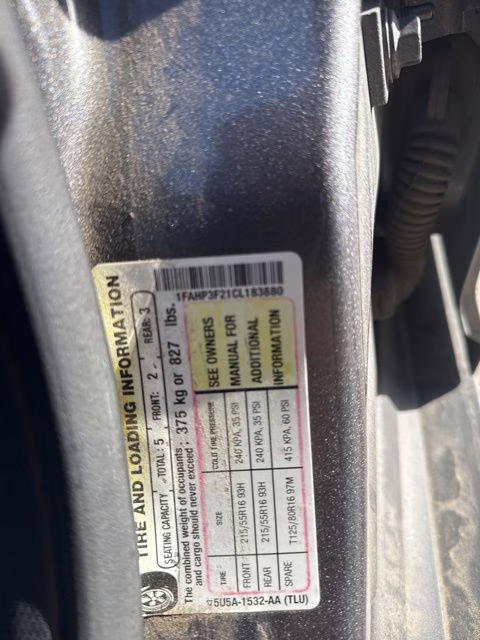 TIRE AND LOADING INFORMATION
SEATING CAPACITY TOTAL: 5 FRONT: 2 REAR: 3
The combined weight of occupants and cargo should never exceed: 375 kg or 827 lbs.
TIRE SIZE COLD TIRE PRESSURE
FRONT 215/55R16 93H 240 KPA, 35 PSI
REAR 215/55R16 93H 240 KPA, 35 PSI
SPARE T125/80R16 97M 415 KPA, 60 PSI
SEE OWNERS
MANUAL FOR
ADDITIONAL
INFORMATION
5U5A-1532-AA (TLU)
1FAHP3F21CL183880